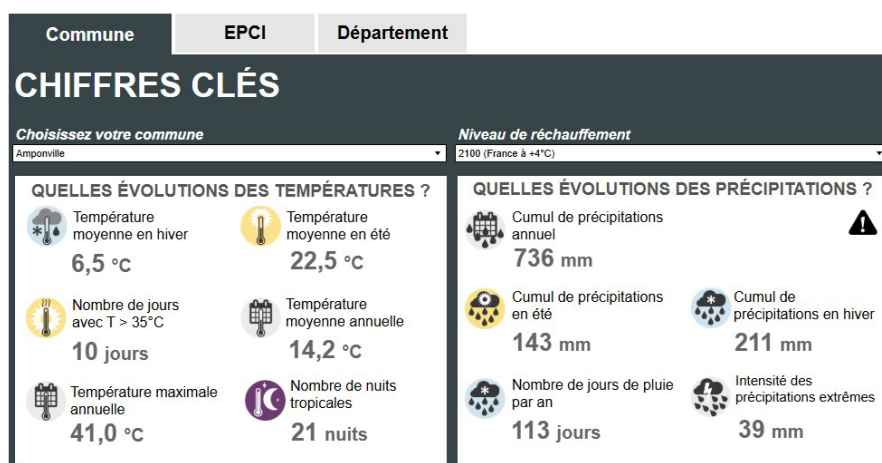 Commune
EPCI
Département
CHIFFRES CLÉS
Choisissez votre commune
Amponville
Niveau de réchauffement
2100 (France à +4°C)
QUELLES ÉVOLUTIONS DES TEMPÉRATURES ?
Température
moyenne en hiver
6,5 °C
Température
moyenne en été
22,5 °C
Nombre de jours
avec T > 35°C
10 jours
Température
moyenne annuelle
14,2 °C
Température maximale
annuelle
41,0 °C
Nombre de nuits
tropicales
21 nuits
QUELLES ÉVOLUTIONS DES PRÉCIPITATIONS ?
Cumul de précipitations
annuel
736 mm
Cumul de précipitations
en été
143 mm
Cumul de
précipitations en hiver
211 mm
Nombre de jours de pluie
par an
113 jours
Intensité des
précipitations extrêmes
39 mm